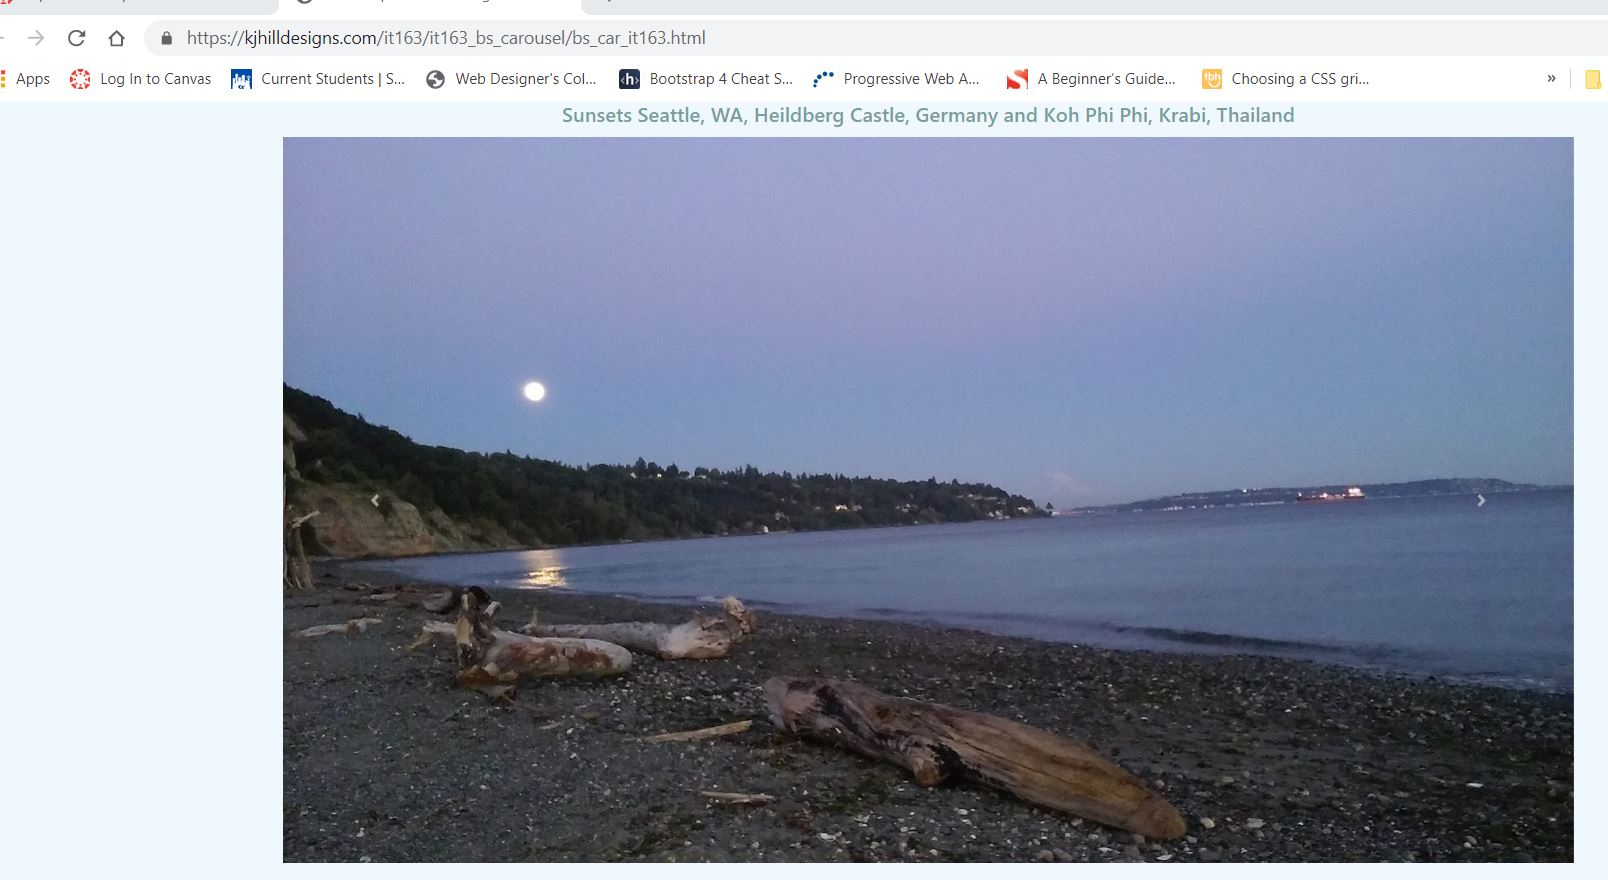 https://kjhilldesigns.com/it163/it163_bs_carousel/bs_car_it163.html
Apps Log In to Canvas Current Students | S... Web Designer's Col... <h> Bootstrap 4 Cheat S... Progressive Web A... A Beginner's Guide... Choosing a CSS gri... »
Sunsets Seattle, WA, Heildberg Castle, Germany and Koh Phi Phi, Krabi, Thailand